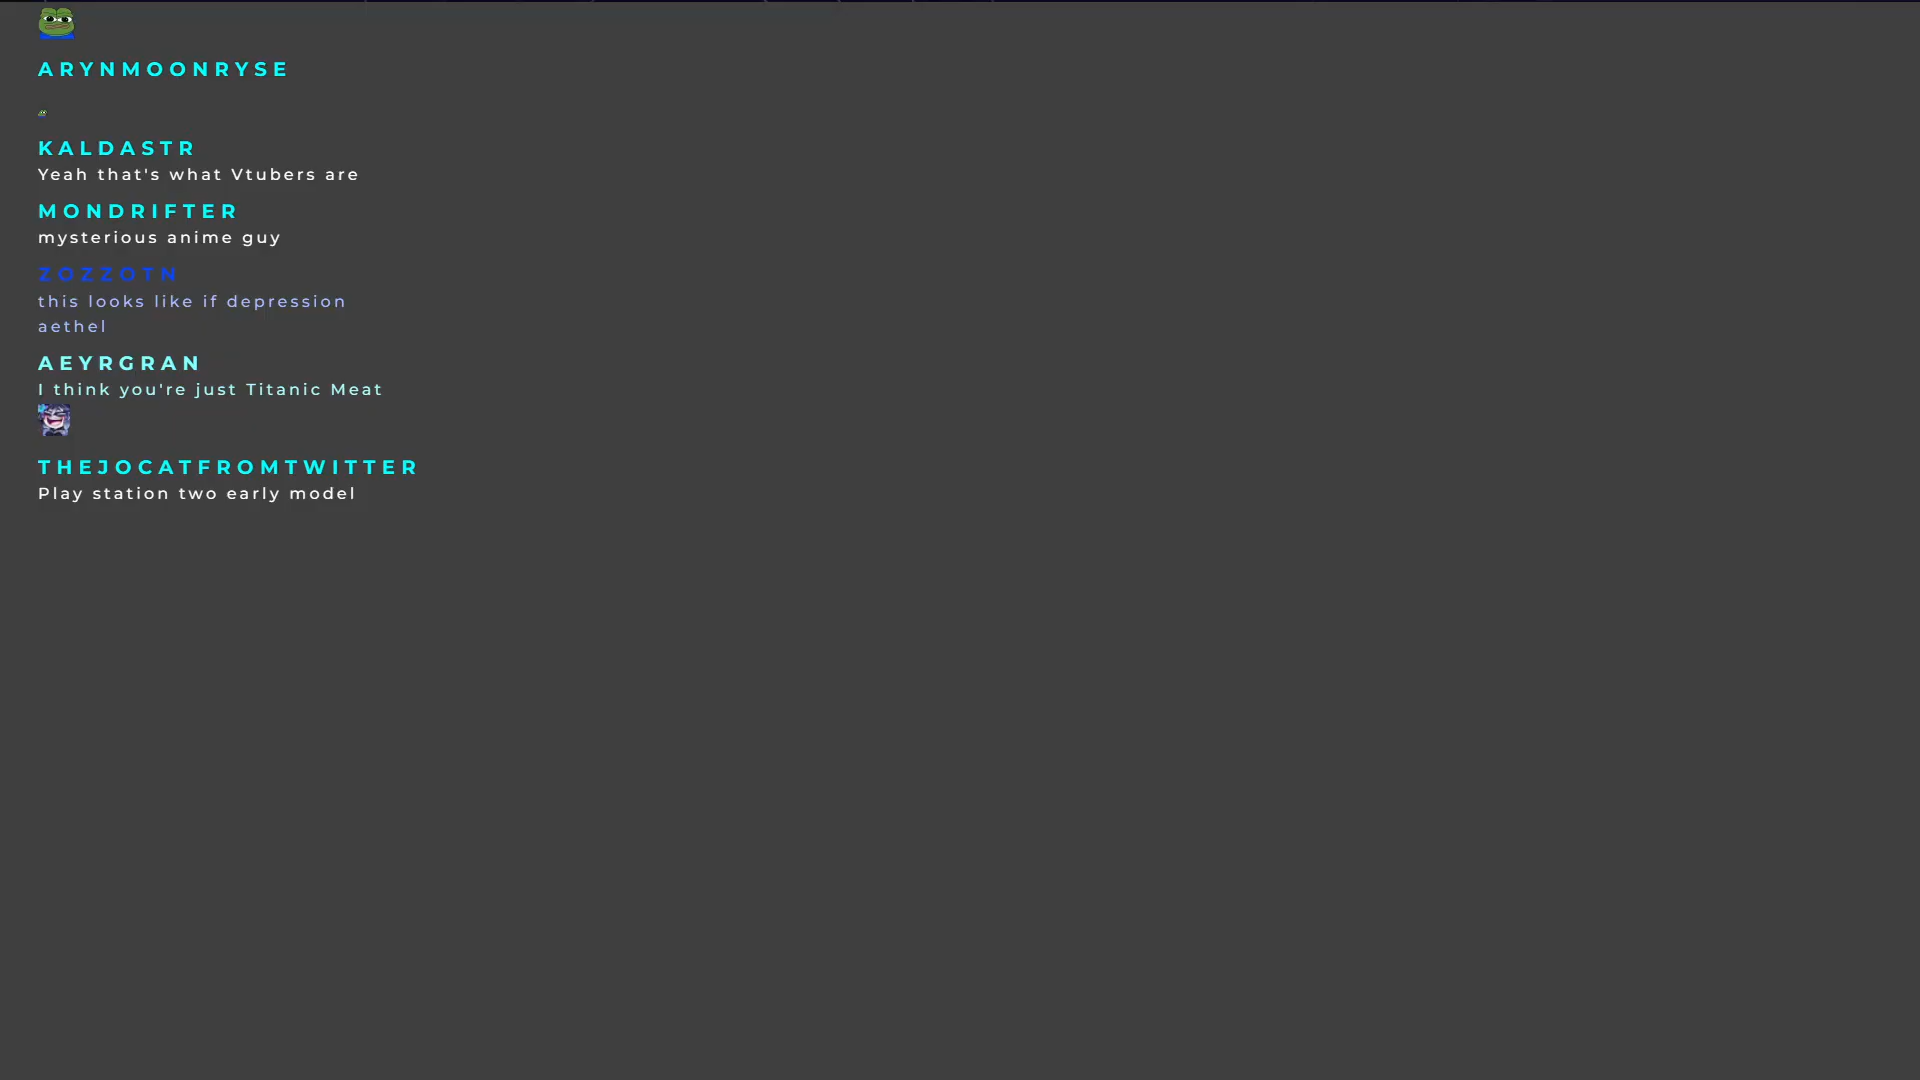 ARYNMOONRYSE
KALDASTR
Yeah that's what Vtubers are
MONDRIFTER
mysterious anime guy
ZOZZOTN
this looks like if depression
aethel
AEYRGRAN
I think you're just Titanic Meat
THEJOCATFROMTWITTER
Play station two early model